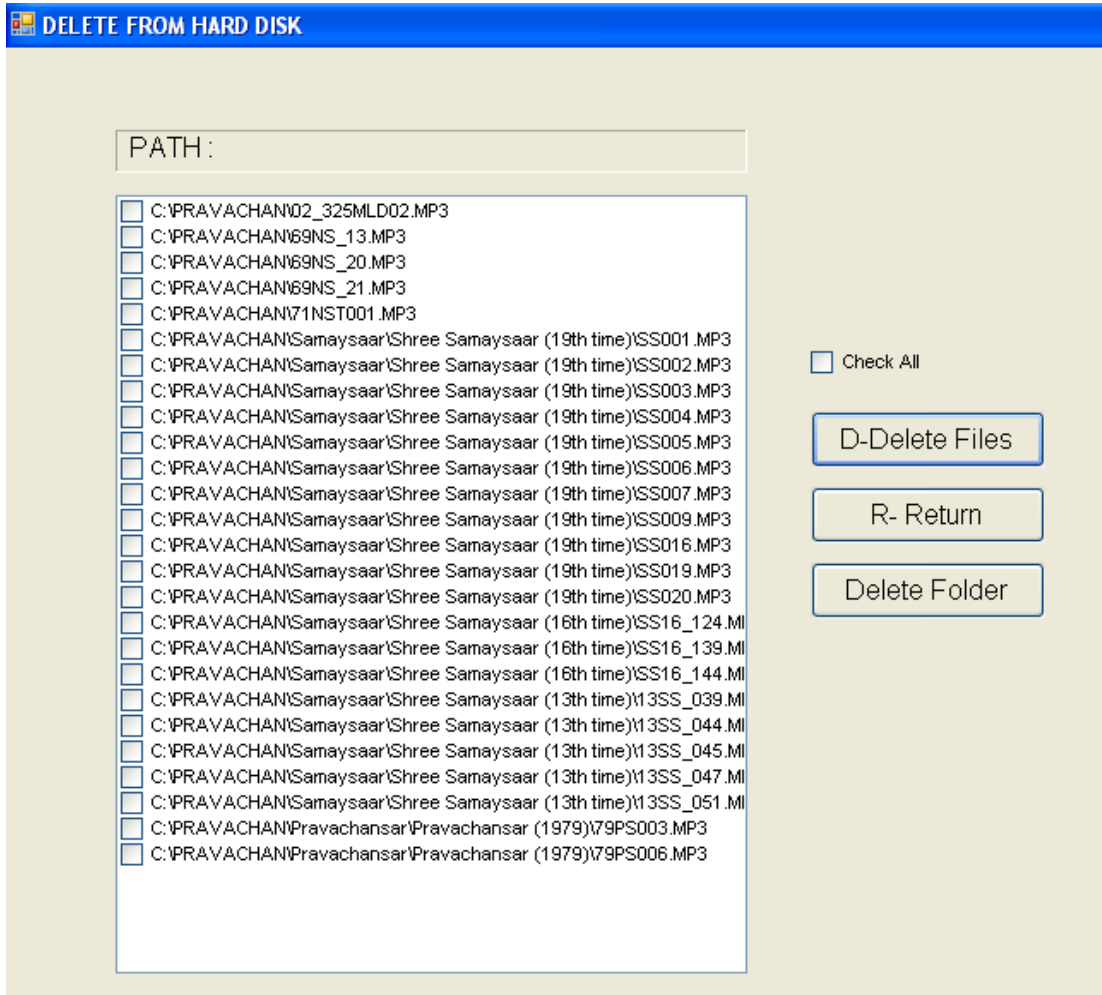 DELETE FROM HARD DISK
PATH :
C:\PRAVACHAN\02_325MLD02.MP3
C:\PRAVACHAN\69NS_13.MP3
C:\PRAVACHAN\69NS_20.MP3
C:\PRAVACHAN\69NS_21.MP3
C:\PRAVACHAN\71NST001.MP3
C:\PRAVACHAN\Samaysaar\Shree Samaysaar (19th time)\SS001.MP3
C:\PRAVACHAN\Samaysaar\Shree Samaysaar (19th time)\SS002.MP3
C:\PRAVACHAN\Samaysaar\Shree Samaysaar (19th time)\SS003.MP3
C:\PRAVACHAN\Samaysaar\Shree Samaysaar (19th time)\SS004.MP3
C:\PRAVACHAN\Samaysaar\Shree Samaysaar (19th time)\SS005.MP3
C:\PRAVACHAN\Samaysaar\Shree Samaysaar (19th time)\SS006.MP3
C:\PRAVACHAN\Samaysaar\Shree Samaysaar (19th time)\SS007.MP3
C:\PRAVACHAN\Samaysaar\Shree Samaysaar (19th time)\SS009.MP3
C:\PRAVACHAN\Samaysaar\Shree Samaysaar (19th time)\SS016.MP3
C:\PRAVACHAN\Samaysaar\Shree Samaysaar (19th time)\SS019.MP3
C:\PRAVACHAN\Samaysaar\Shree Samaysaar (19th time)\SS020.MP3
C:\PRAVACHAN\Samaysaar\Shree Samaysaar (16th time)\SS16_124.MI
C:\PRAVACHAN\Samaysaar\Shree Samaysaar (16th time)\SS16_139.MI
C:\PRAVACHAN\Samaysaar\Shree Samaysaar (16th time)\SS16_144.MI
C:\PRAVACHAN\Samaysaar\Shree Samaysaar (13th time)\13SS_039.MI
C:\PRAVACHAN\Samaysaar\Shree Samaysaar (13th time)\13SS_044.MI
C:\PRAVACHAN\Samaysaar\Shree Samaysaar (13th time)\13SS_045.MI
C:\PRAVACHAN\Samaysaar\Shree Samaysaar (13th time)\13SS_047.MI
C:\PRAVACHAN\Samaysaar\Shree Samaysaar (13th time)\13SS_051.MI
C:\PRAVACHAN\Pravachansar\Pravachansar (1979)\79PS003.MP3
C:\PRAVACHAN\Pravachansar\Pravachansar (1979)\79PS006.MP3
Check All
D-Delete Files
R- Return
Delete Folder